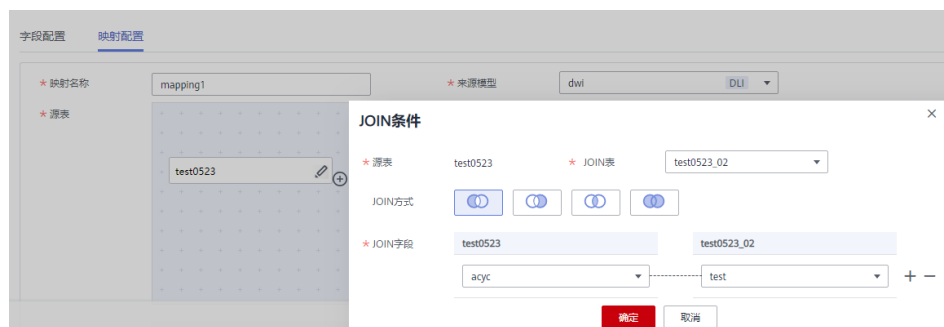 字段配置 映射配置
* 映射名称 mapping1 * 来源模型 dwi DLI
* 源表
JOIN条件
test0523
* 源表 test0523 * JOIN表 test0523_02
JOIN方式
* JOIN字段 test0523 test0523_02
acyc test
确定 取消